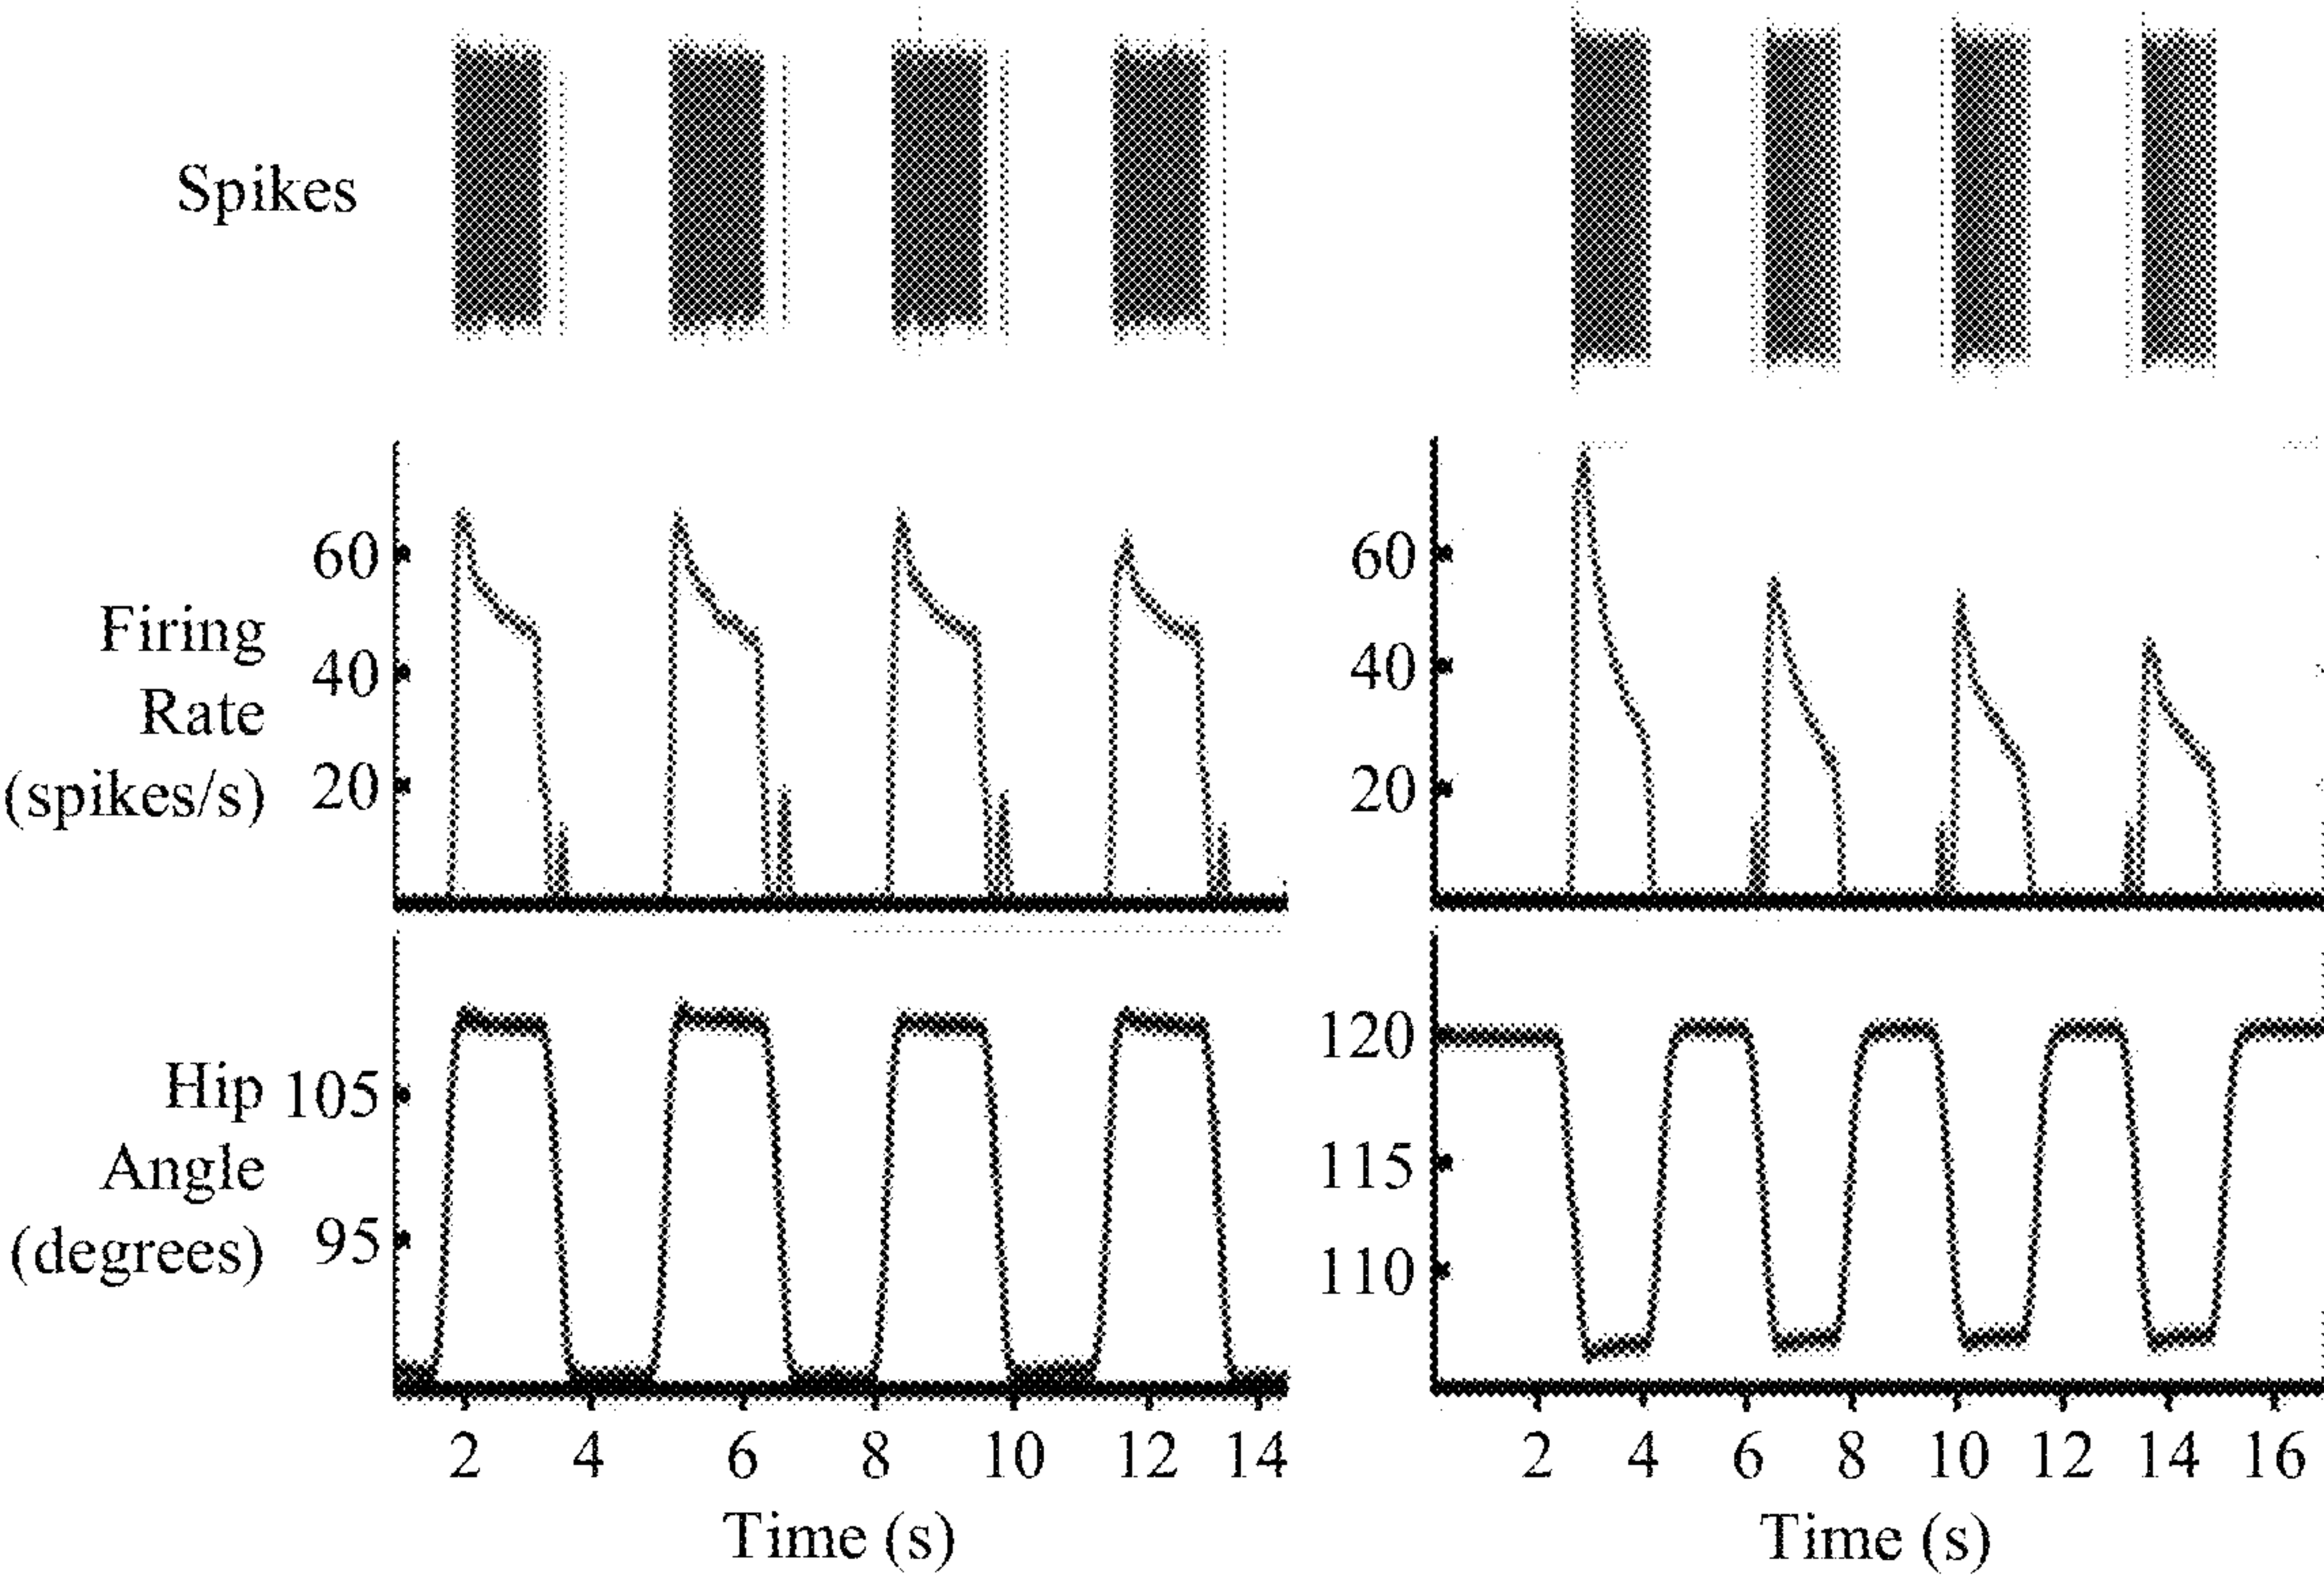 Spikes
Firing
Rate
(spikes/s)
60
40
20
60
40
20
Hip
Angle
(degrees)
105
95
120
115
110
2 4 6 8 10 12 14
2 4 6 8 10 12 14 16
Time (s)
Time (s)